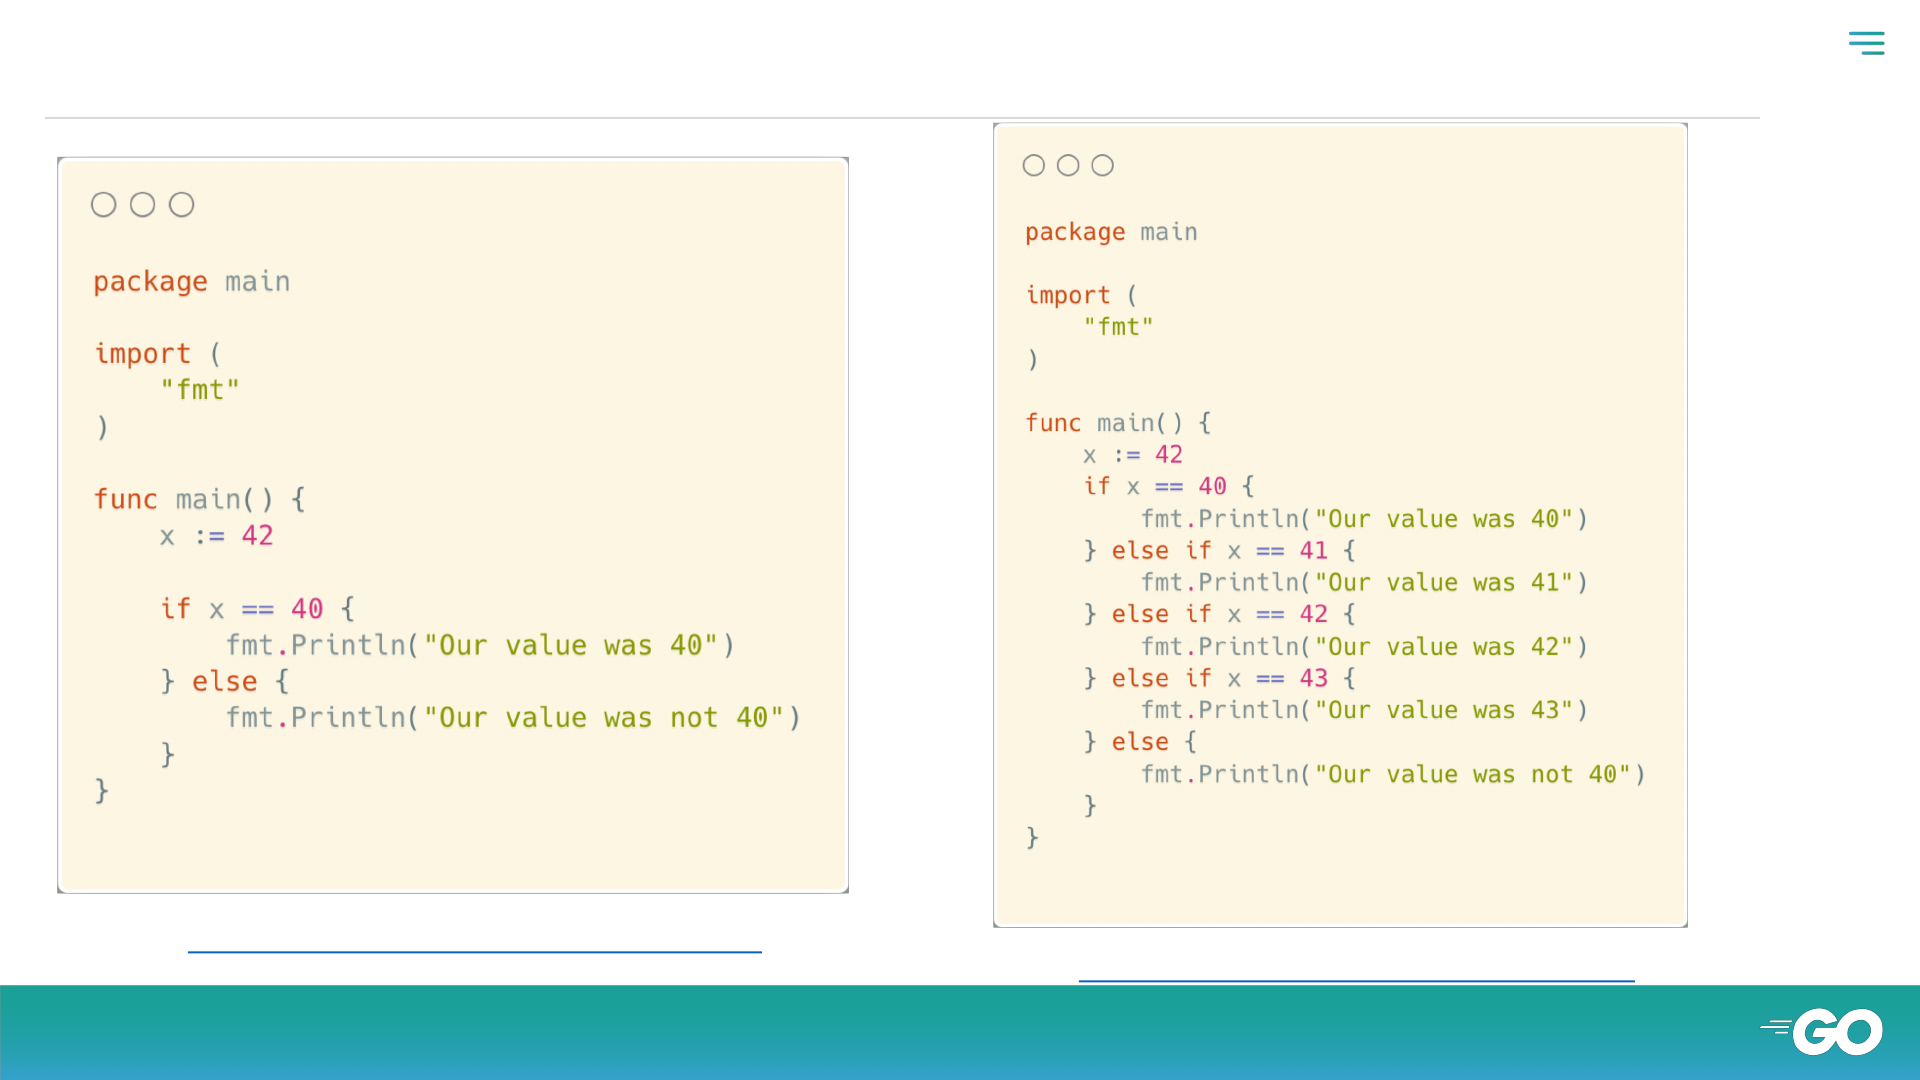 package main

import (
    "fmt"
)

func main() {
    x := 42

    if x == 40 {
        fmt.Println("Our value was 40")
    } else {
        fmt.Println("Our value was not 40")
    }
}

package main

import (
    "fmt"
)

func main() {
    x := 42
    if x == 40 {
        fmt.Println("Our value was 40")
    } else if x == 41 {
        fmt.Println("Our value was 41")
    } else if x == 42 {
        fmt.Println("Our value was 42")
    } else if x == 43 {
        fmt.Println("Our value was 43")
    } else {
        fmt.Println("Our value was not 40")
    }
}

GO